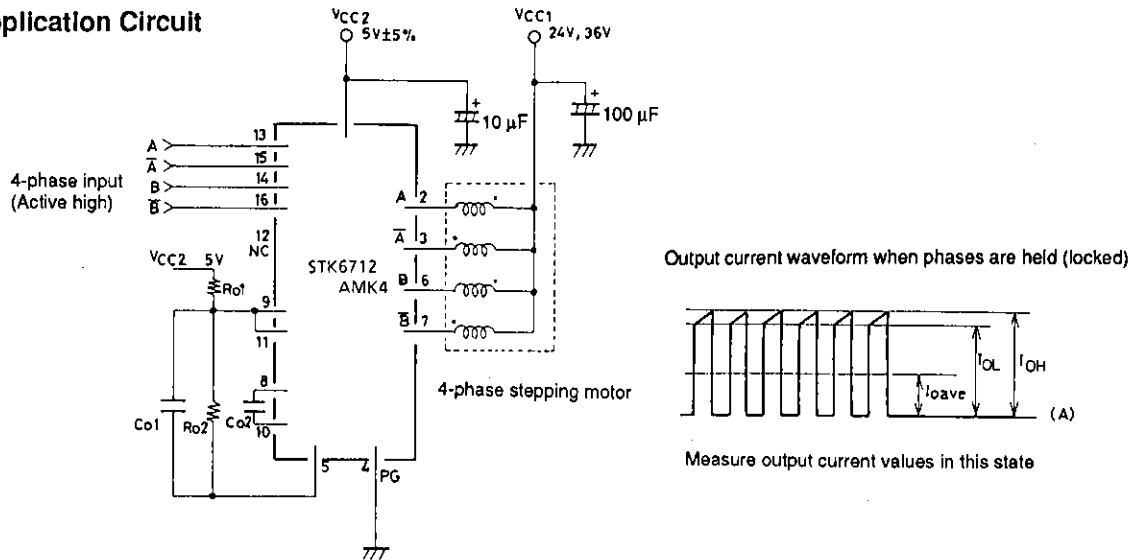 pplication Circuit
VCC2
5V±5%
VCC1
24V, 36V
+
10 µF
+
100 µF
4-phase input
(Active high)
A
A̅
B
B̅
13
15
14
16
12
NC
VCC2 5V
Ro1
9
11
8
10
Co1
Ro2
Co2
STK6712
AMK4
A 2
A̅ 3
B 6
B̅ 7
5
4
PG
4-phase stepping motor
Output current waveform when phases are held (locked)
IOL
IOH
Ioave
(A)
Measure output current values in this state